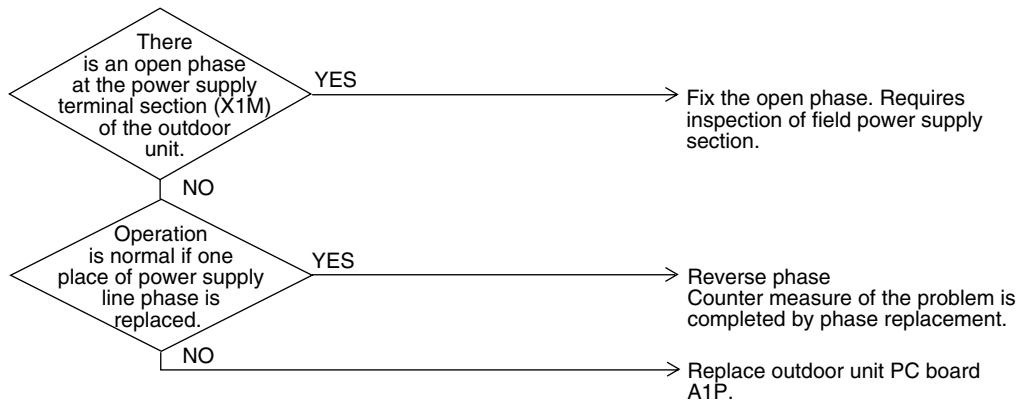 There
is an open phase
at the power supply
terminal section (X1M)
of the outdoor
unit.
YES
Fix the open phase. Requires
inspection of field power supply
section.
NO
Operation
is normal if one
place of power supply
line phase is
replaced.
YES
Reverse phase
Counter measure of the problem is
completed by phase replacement.
NO
Replace outdoor unit PC board
A1P.